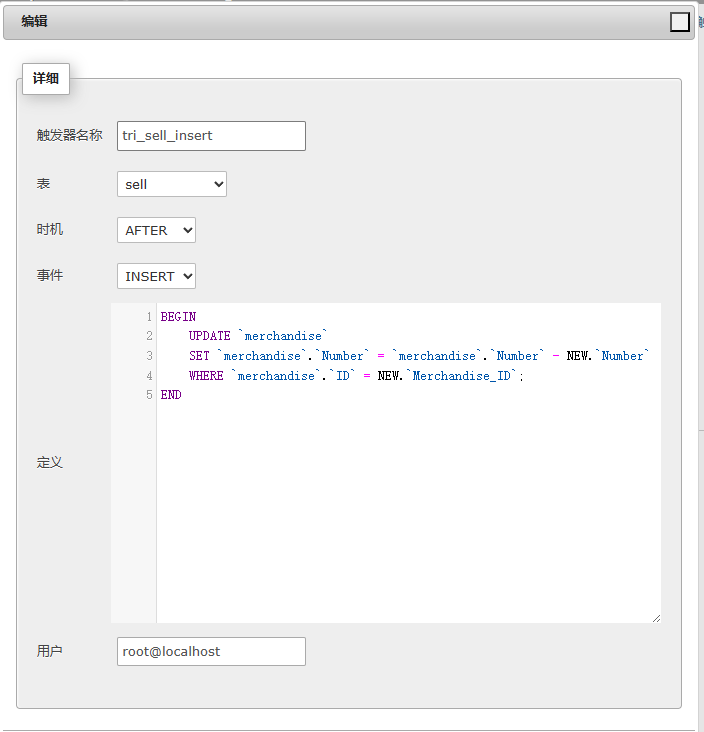 编辑
详细
触发器名称 tri_sell_insert
表 sell
时机 AFTER
事件 INSERT
定义
1 BEGIN
2 UPDATE `merchandise`
3 SET `merchandise`.`Number` = `merchandise`.`Number` - NEW.`Number`
4 WHERE `merchandise`.`ID` = NEW.`Merchandise_ID`;
5 END
用户 root@localhost